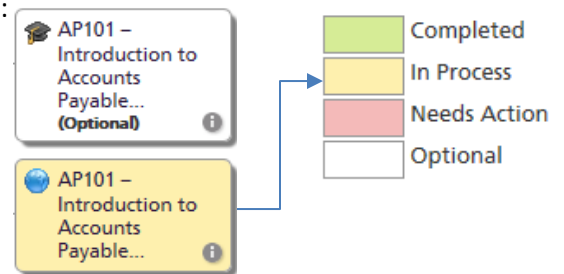 :
AP101 –
Introduction to
Accounts
Payable...
(Optional)
i
AP101 –
Introduction to
Accounts
Payable...
i
Completed
In Process
Needs Action
Optional